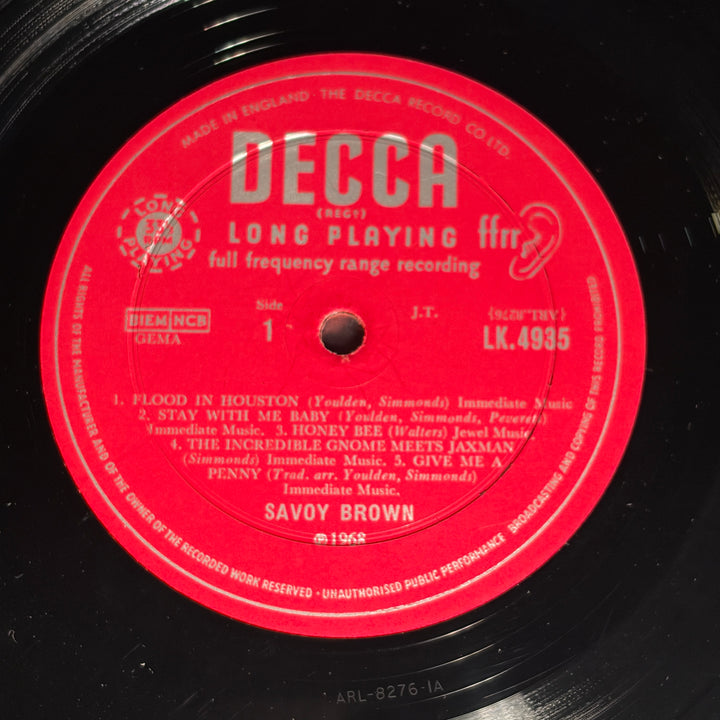 MADE IN ENGLAND · THE DECCA RECORD CO LTD.
DECCA
(REGT)
LONG PLAYING ffrr
full frequency range recording
LONG
PLAYING
BIEM NCB
GEMA
Side
1
J.T.
(ARL.8276)
LK.4935
1. FLOOD IN HOUSTON (Youlden, Simmonds) Immediate Music
2. STAY WITH ME BABY (Youlden, Simmonds, Peverett)
Immediate Music. 3. HONEY BEE (Walters) Jewel Music.
4. THE INCREDIBLE GNOME MEETS JAXMAN
(Simmonds) Immediate Music. 5. GIVE ME A
PENNY (Trad. arr. Youlden, Simmonds)
Immediate Music.
SAVOY BROWN
℗1968
ALL RIGHTS OF THE MANUFACTURER AND OF THE OWNER OF THE RECORDED WORK RESERVED · UNAUTHORISED PUBLIC PERFORMANCE BROADCASTING AND COPYING OF THIS RECORD PROHIBITED
ARL-8276-1A